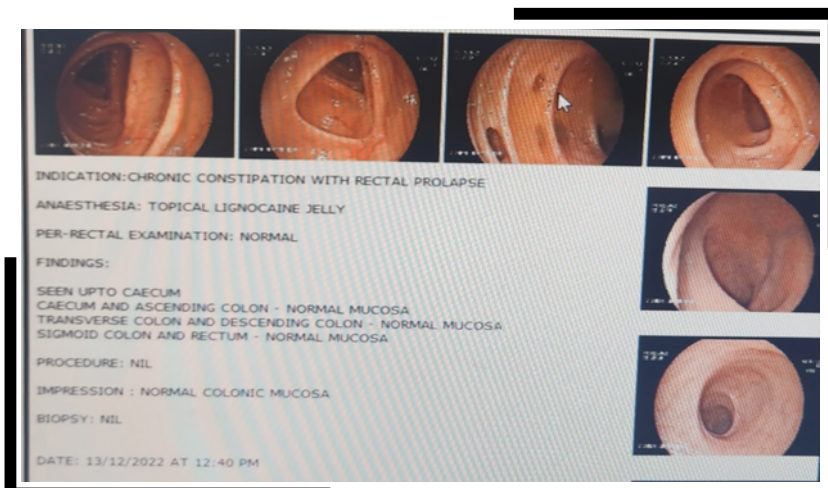 INDICATION:CHRONIC CONSTIPATION WITH RECTAL PROLAPSE
ANAESTHESIA: TOPICAL LIGNOCAINE JELLY
PER-RECTAL EXAMINATION: NORMAL
FINDINGS:
SEEN UPTO CAECUM
CAECUM AND ASCENDING COLON - NORMAL MUCOSA
TRANSVERSE COLON AND DESCENDING COLON - NORMAL MUCOSA
SIGMOID COLON AND RECTUM - NORMAL MUCOSA
PROCEDURE: NIL
IMPRESSION : NORMAL COLONIC MUCOSA
BIOPSY: NIL
DATE: 13/12/2022 AT 12:40 PM